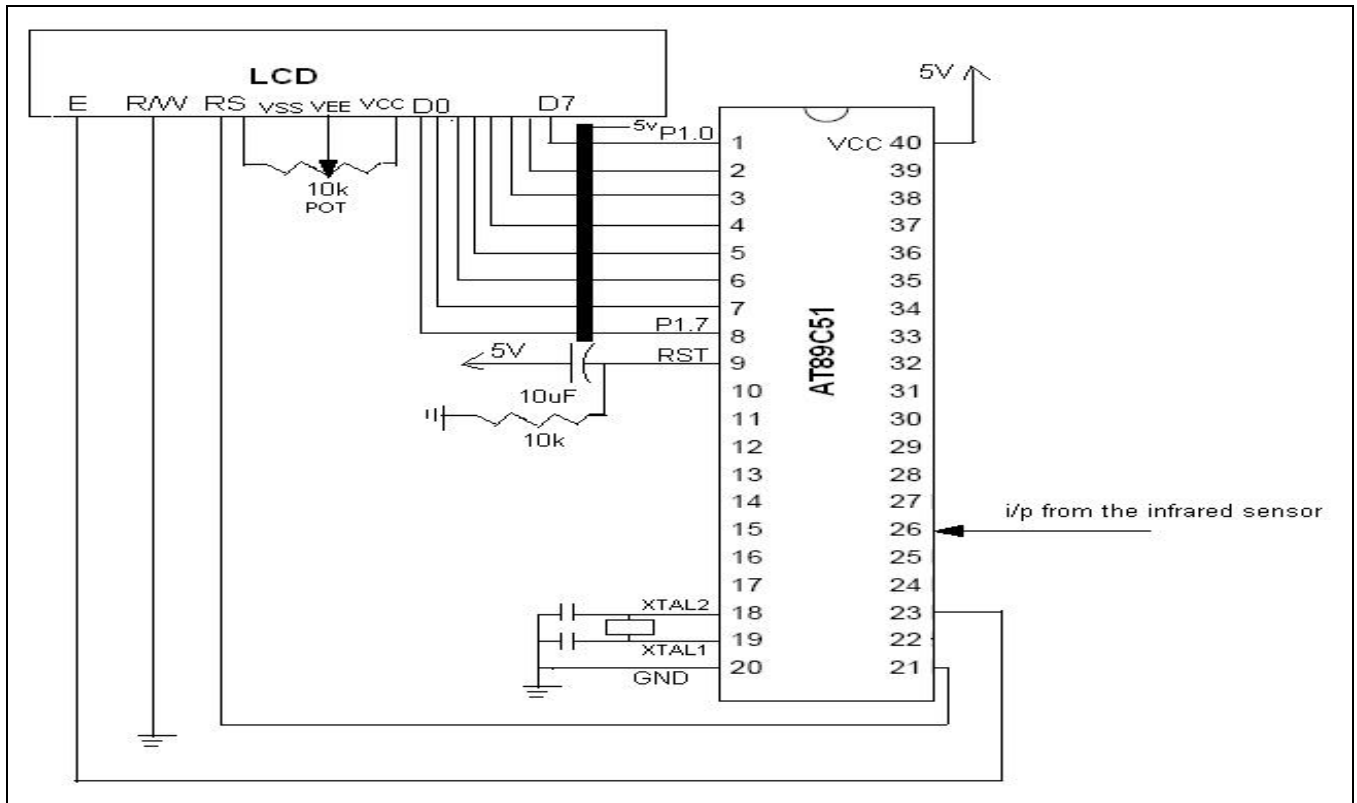 LCD
E R/W RS VSS VEE VCC D0 D7
10k
POT
5V
5v
P1.0
P1.7
5V
RST
10uF
10k
XTAL2
XTAL1
GND
AT89C51
VCC
1 40
2 39
3 38
4 37
5 36
6 35
7 34
8 33
9 32
10 31
11 30
12 29
13 28
14 27
15 26
16 25
17 24
18 23
19 22
20 21
i/p from the infrared sensor